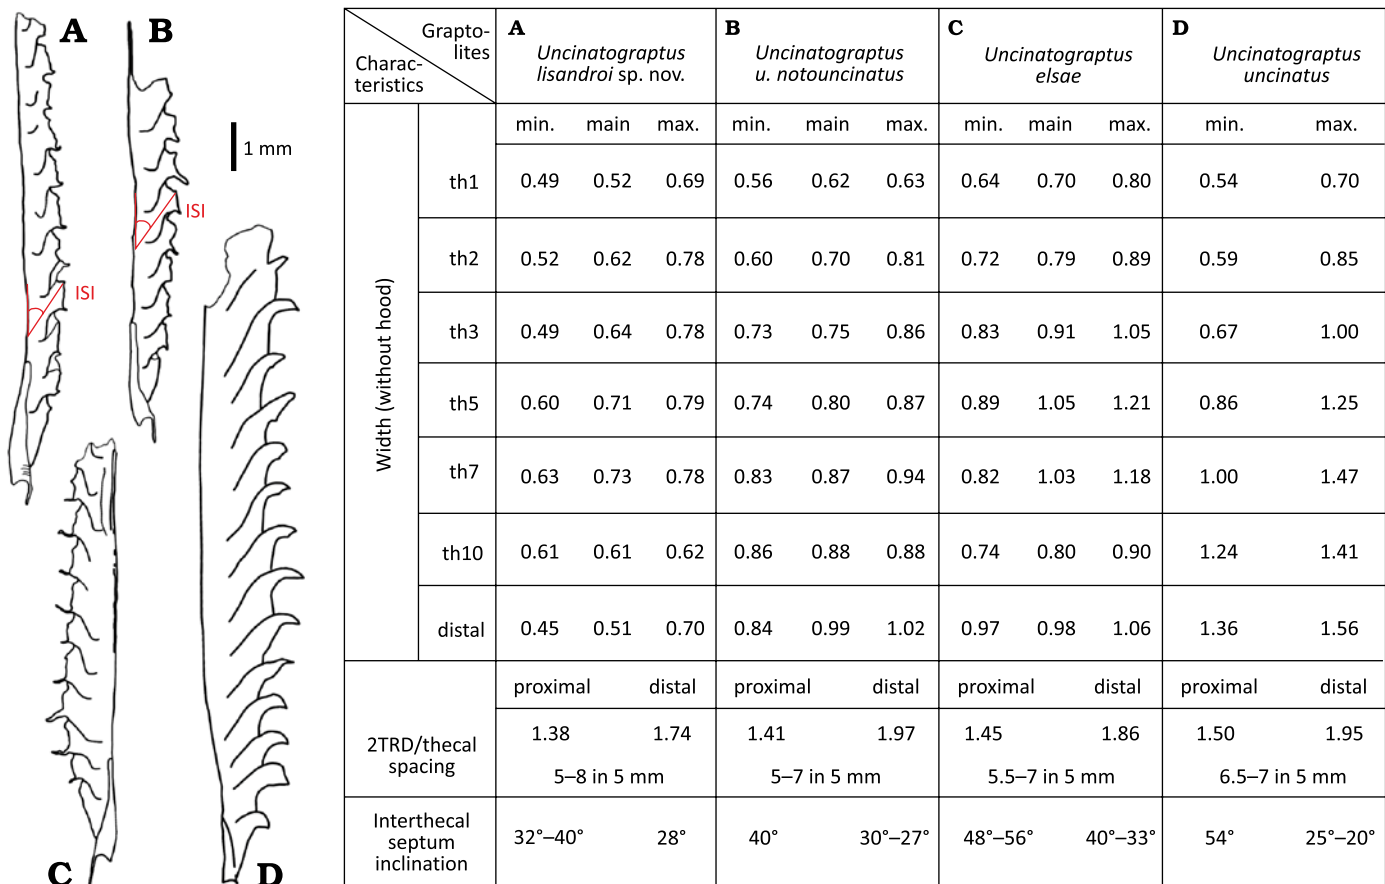 A
B
1 mm
ISI
ISI
C
D
Grapto-
lites
Charac-
teristics
A
Uncinatograptus
lisandroi sp. nov.
B
Uncinatograptus
u. notouncinatus
C
Uncinatograptus
elsae
D
Uncinatograptus
uncinatus
min. main max. min. main max. min. main max. min. max.
Width (without hood)
th1 0.49 0.52 0.69 0.56 0.62 0.63 0.64 0.70 0.80 0.54 0.70
th2 0.52 0.62 0.78 0.60 0.70 0.81 0.72 0.79 0.89 0.59 0.85
th3 0.49 0.64 0.78 0.73 0.75 0.86 0.83 0.91 1.05 0.67 1.00
th5 0.60 0.71 0.79 0.74 0.80 0.87 0.89 1.05 1.21 0.86 1.25
th7 0.63 0.73 0.78 0.83 0.87 0.94 0.82 1.03 1.18 1.00 1.47
th10 0.61 0.61 0.62 0.86 0.88 0.88 0.74 0.80 0.90 1.24 1.41
distal 0.45 0.51 0.70 0.84 0.99 1.02 0.97 0.98 1.06 1.36 1.56
proximal distal proximal distal proximal distal proximal distal
2TRD/thecal
spacing
1.38 1.74 1.41 1.97 1.45 1.86 1.50 1.95
5–8 in 5 mm 5–7 in 5 mm 5.5–7 in 5 mm 6.5–7 in 5 mm
Interthecal
septum
inclination
32°–40° 28° 40° 30°–27° 48°–56° 40°–33° 54° 25°–20°